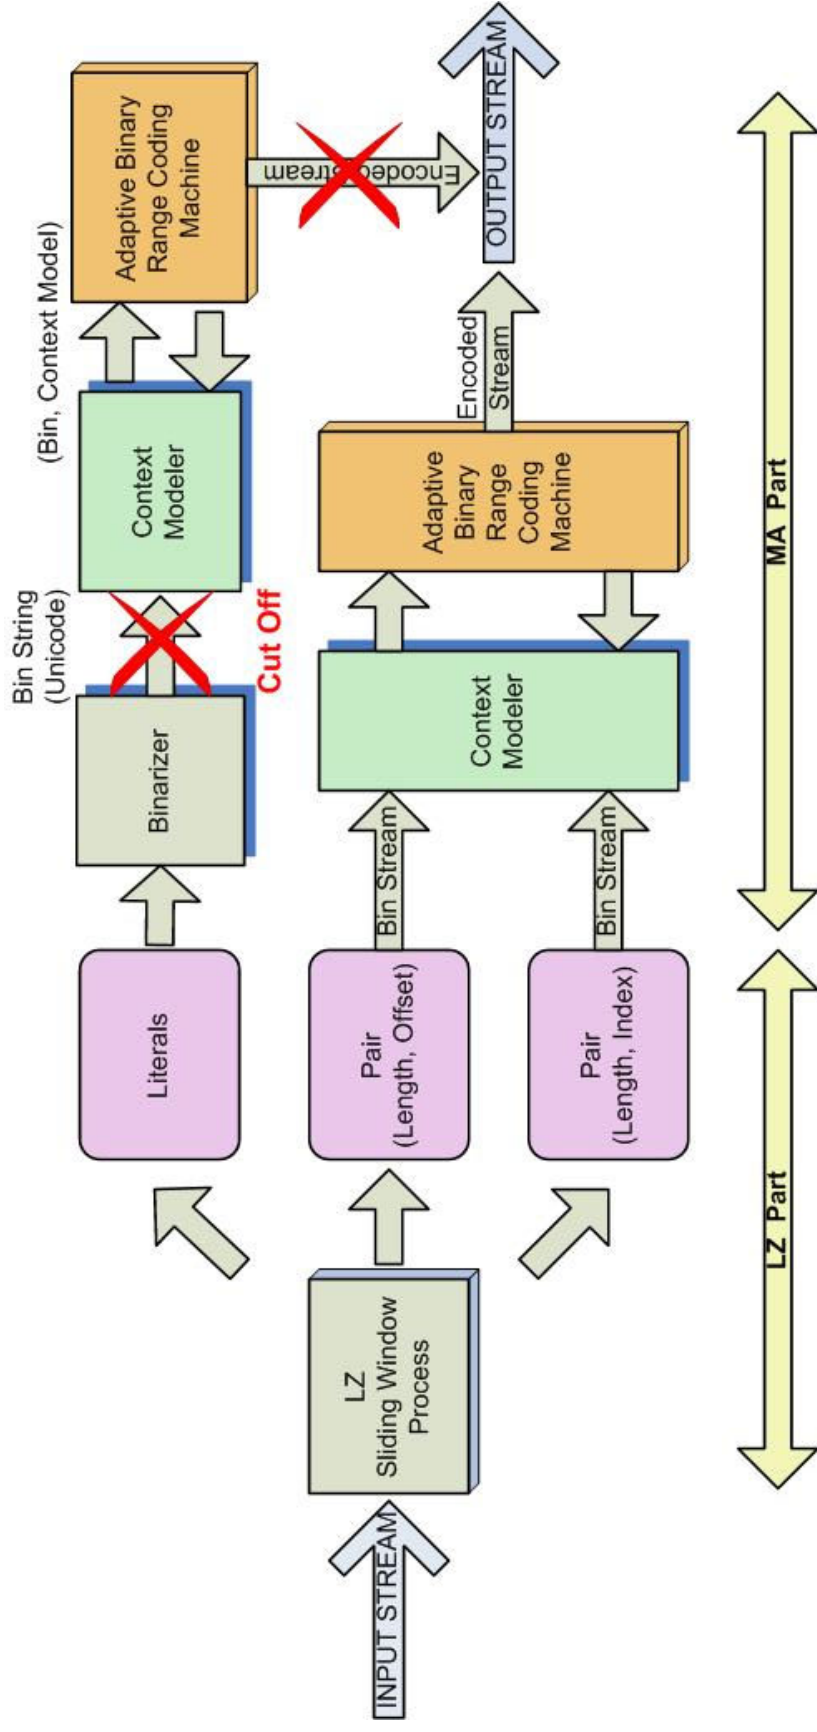 INPUT STREAM
LZ
Sliding Window
Process
Literals
Pair
(Length, Offset)
Pair
(Length, Index)
Binarizer
Bin String
(Unicode)
Cut Off
Context
Modeler
(Bin, Context Model)
Adaptive Binary
Range Coding
Machine
Encoded Stream
Bin Stream
Bin Stream
Context
Modeler
Adaptive
Binary
Range
Coding
Machine
Encoded
Stream
OUTPUT STREAM
LZ Part
MA Part